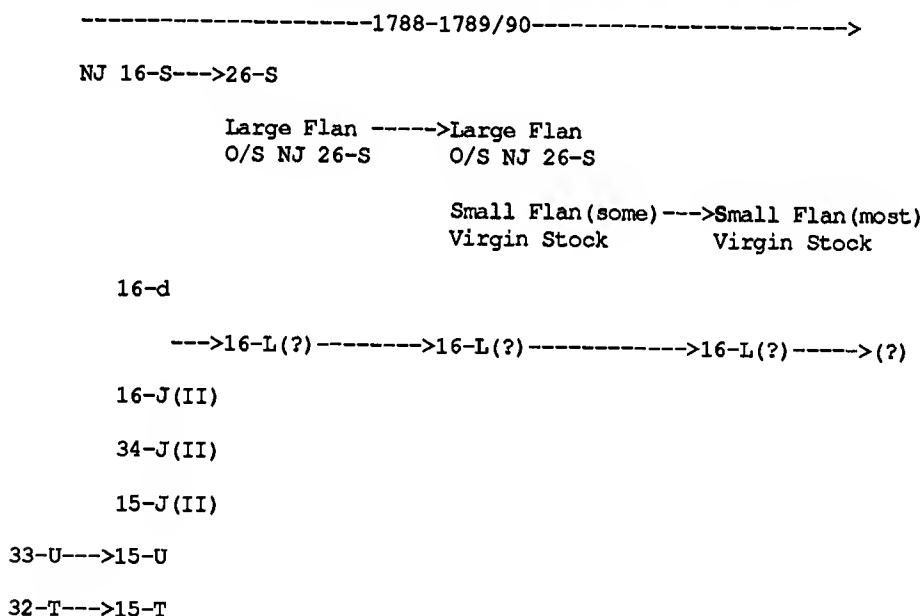 ----------------------1788-1789/90------------------------>
NJ 16-S--->26-S
Large Flan ----->Large Flan
O/S NJ 26-S O/S NJ 26-S
Small Flan(some)--->Small Flan(most)
Virgin Stock Virgin Stock
16-d
--->16-L(?)-------->16-L(?)------------>16-L(?)----->(?)
16-J(II)
34-J(II)
15-J(II)
33-U--->15-U
32-T--->15-T